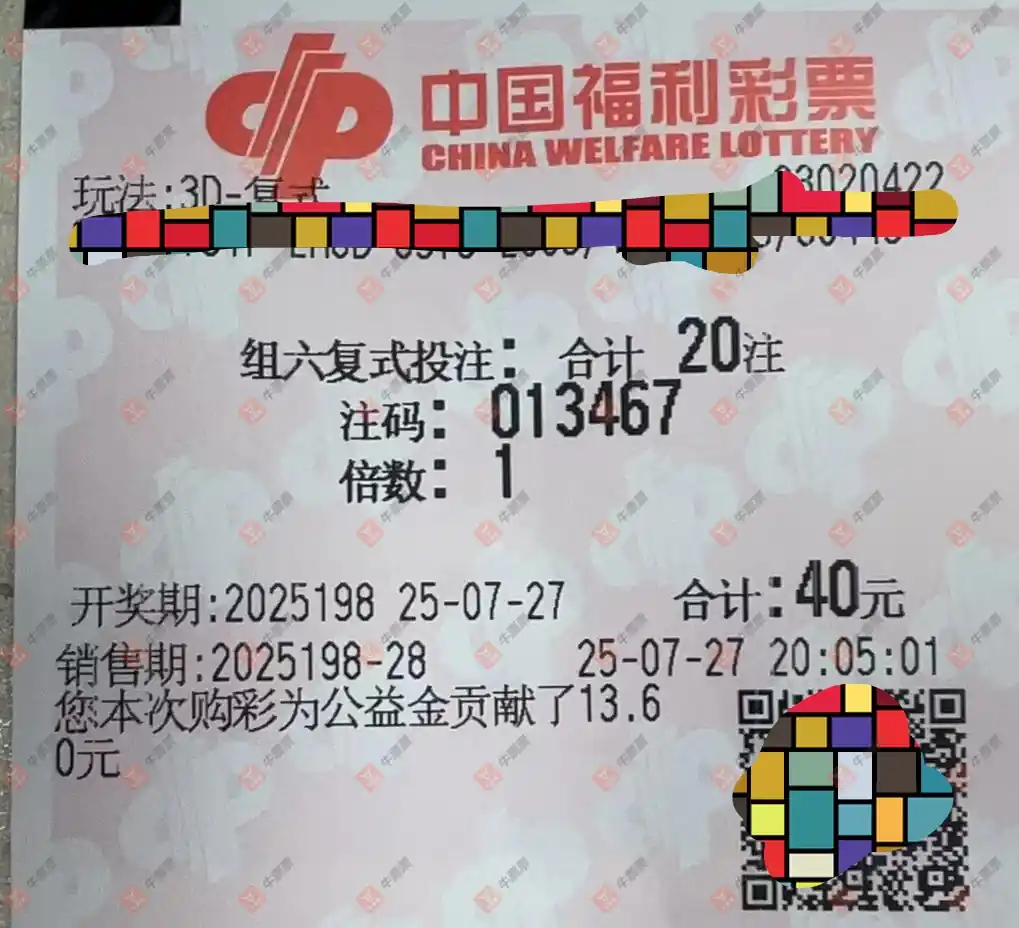 中国福利彩票
CHINA WELFARE LOTTERY
玩法:3D-复式 03020422
组六复式投注: 合计 20注
注码: 013467
倍数: 1
开奖期:2025198 25-07-27 合计:40元
销售期:2025198-28 25-07-27 20:05:01
您本次购彩为公益金贡献了13.6
0元